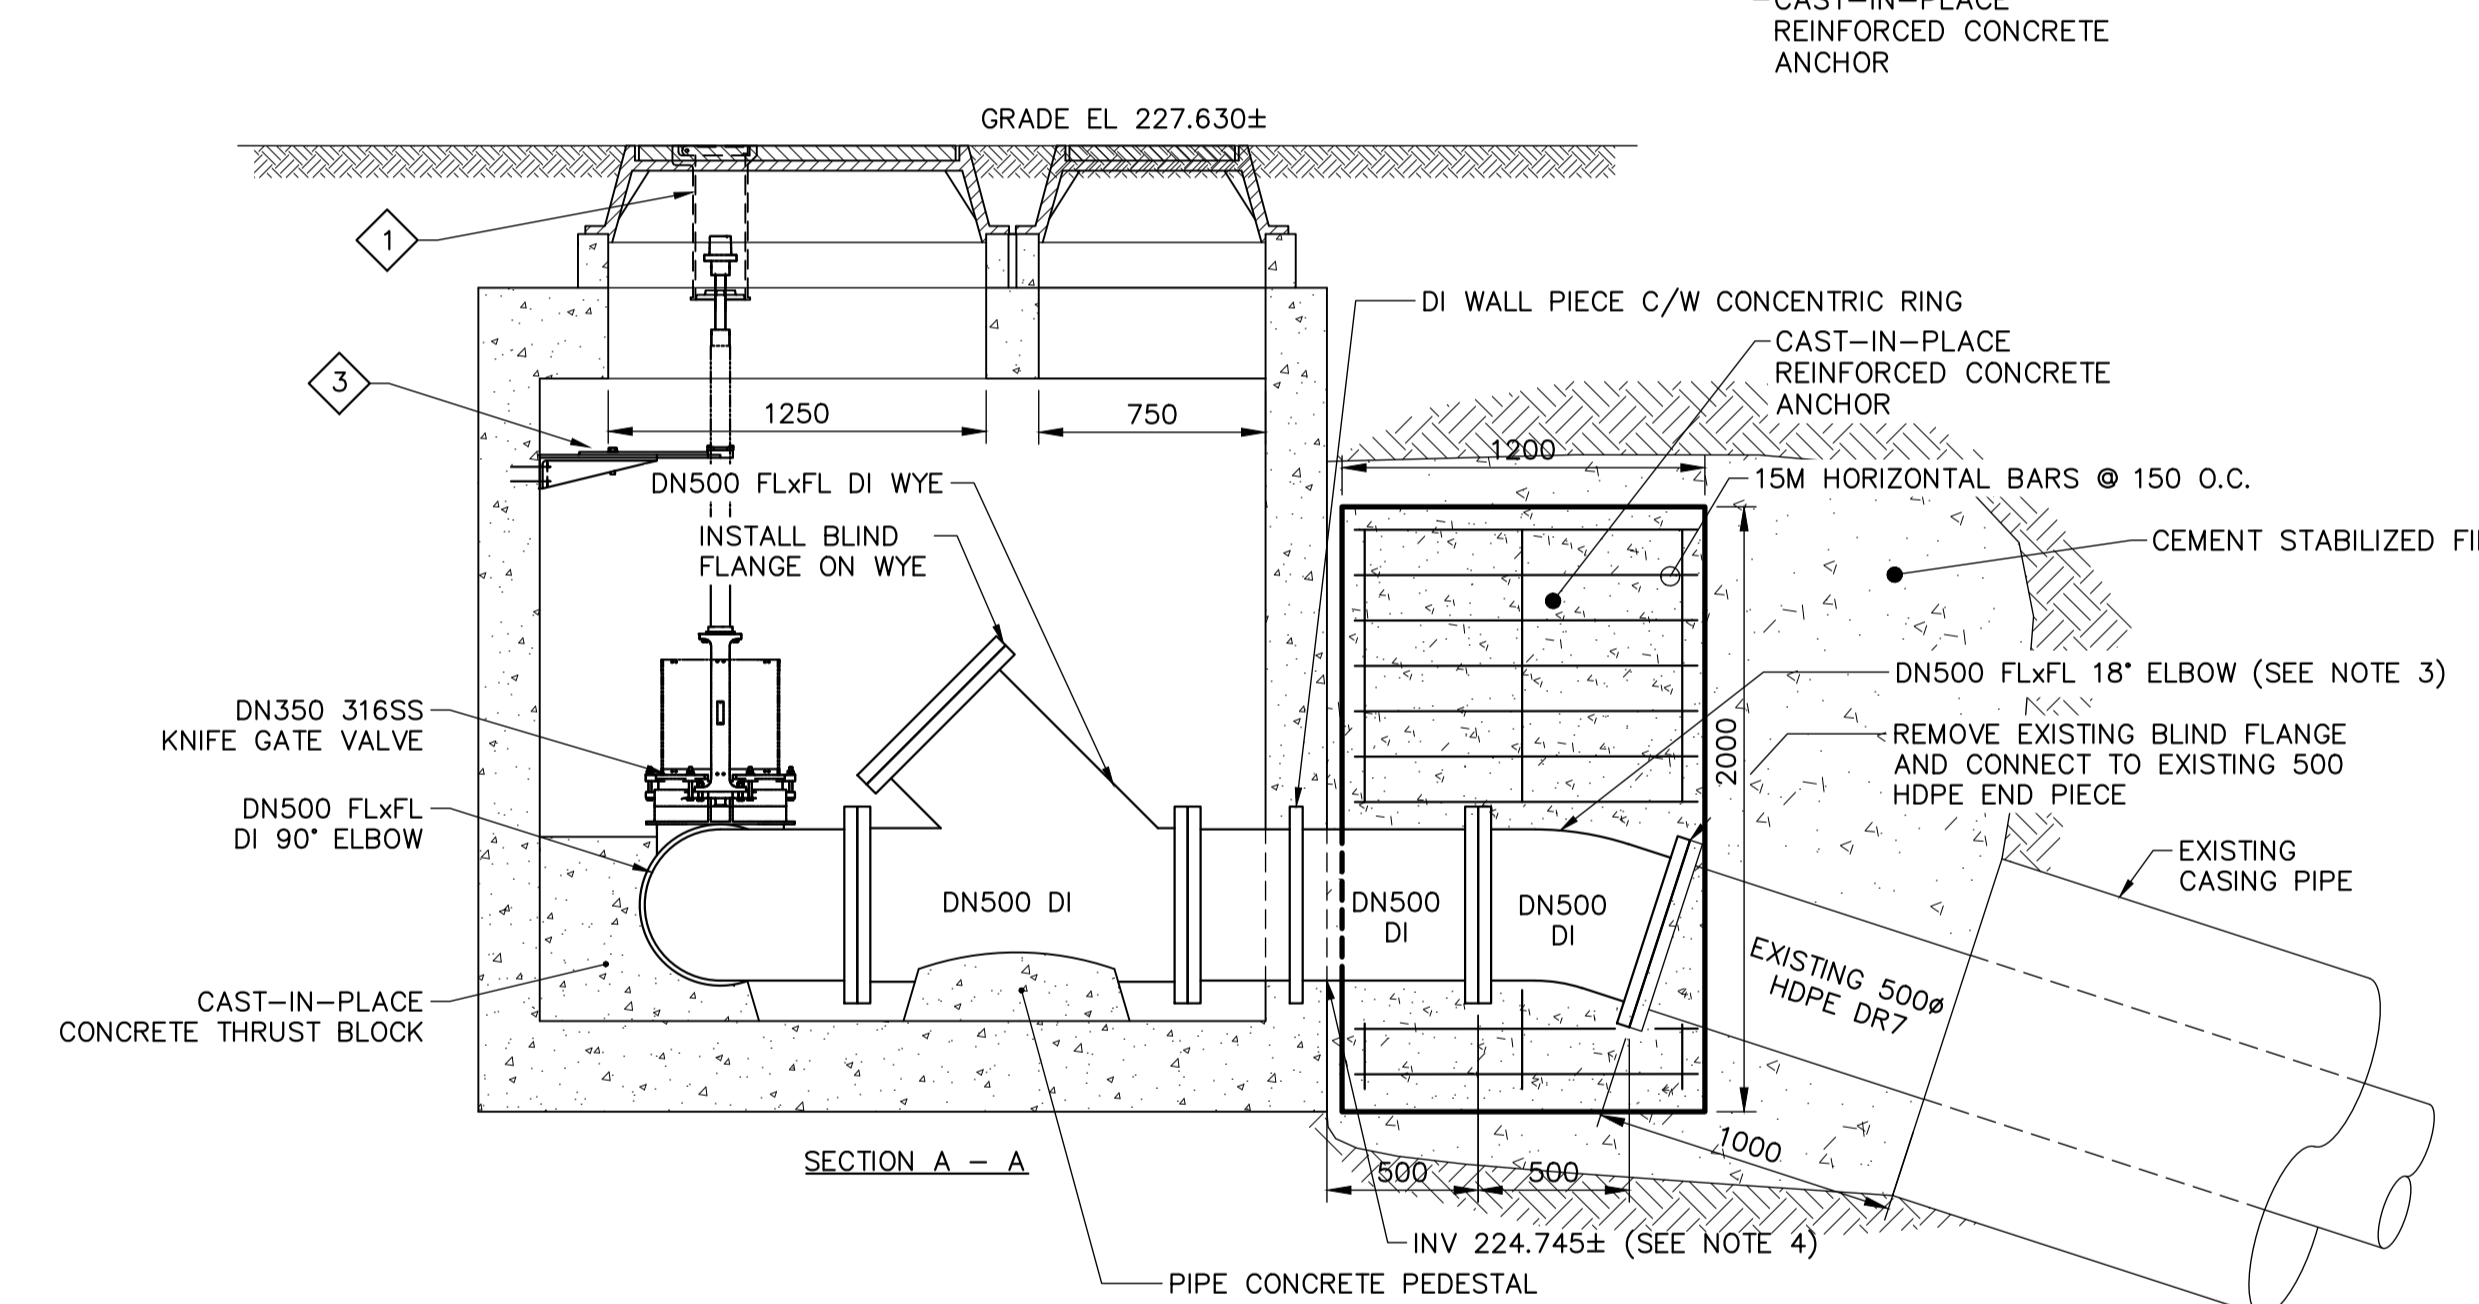 CAST-IN-PLACE
REINFORCED CONCRETE
ANCHOR
GRADE EL 227.630±
1
3
1250
750
DI WALL PIECE C/W CONCENTRIC RING
CAST-IN-PLACE
REINFORCED CONCRETE
ANCHOR
1200
15M HORIZONTAL BARS @ 150 O.C.
CEMENT STABILIZED
DN500 FLxFL DI WYE
INSTALL BLIND
FLANGE ON WYE
DN500 FLxFL 18° ELBOW (SEE NOTE 3)
2000
REMOVE EXISTING BLIND FLANGE
AND CONNECT TO EXISTING 500
HDPE END PIECE
DN350 316SS
KNIFE GATE VALVE
DN500 FLxFL
DI 90° ELBOW
EXISTING
CASING PIPE
DN500 DI
DN500
DI
DN500
DI
EXISTING 500ø
HDPE DR7
CAST-IN-PLACE
CONCRETE THRUST BLOCK
1000
500
500
SECTION A - A
INV 224.745± (SEE NOTE 4)
PIPE CONCRETE PEDESTAL